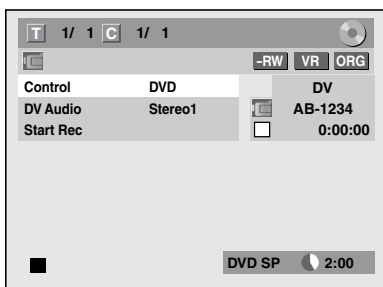 T 1/ 1 C 1/ 1
-RW VR ORG
Control DVD DV
DV Audio Stereo1 AB-1234
Start Rec 0:00:00
DVD SP 2:00